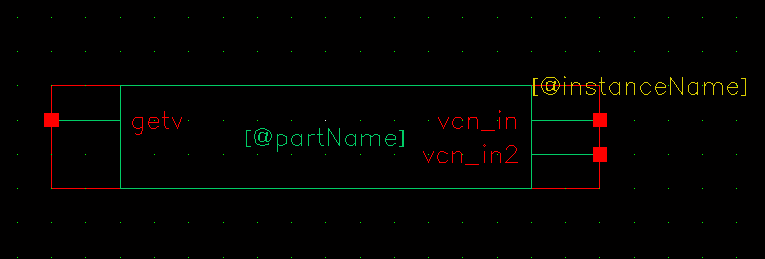 [@instanceName]
getv
vcn_in
[@partName]
vcn_in2